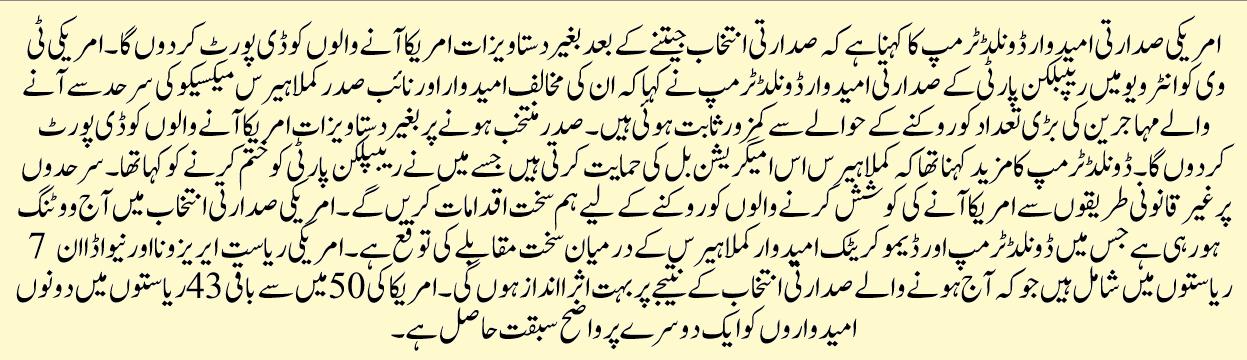 امریکی صدارتی امیدوار ڈونلڈ ٹرمپ کا کہنا ہے کہ صدارتی انتخاب جیتنے کے بعد بغیر دستاویزات امریکا آنے والوں کو ڈی پورٹ کردوں گا۔ امریکی ٹی
وی کو انٹرویو میں ریپبلکن پارٹی کے صدارتی امیدوار ڈونلڈ ٹرمپ نے کہا کہ ان کی مخالف امیدوار اور نائب صدر کملا ہیرس میکسیکو کی سرحد سے آنے
والے مہاجرین کی بڑی تعداد کو روکنے کے حوالے سے کمزور ثابت ہوئی ہیں۔ صدر منتخب ہونے پر بغیر دستاویزات امریکا آنے والوں کو ڈی پورٹ
کردوں گا۔ ڈونلڈ ٹرمپ کا مزید کہنا تھا کہ کملا ہیرس اس امیگریشن بل کی حمایت کرتی ہیں جسے میں نے ریپبلکن پارٹی کو ختم کرنے کو کہا تھا۔ سرحدوں
پر غیر قانونی طریقوں سے امریکا آنے کی کوشش کرنے والوں کو روکنے کے لیے ہم سخت اقدامات کریں گے۔ امریکی صدارتی انتخاب میں آج ووٹنگ
ہو رہی ہے جس میں ڈونلڈ ٹرمپ اور ڈیموکریٹک امیدوار کملا ہیرس کے درمیان سخت مقابلے کی توقع ہے۔ امریکی ریاست ایریزونا اور نیواڈا ان 7
ریاستوں میں شامل ہیں جو کہ آج ہونے والے صدارتی انتخاب کے نتیجے پر بہت اثر انداز ہوں گی۔ امریکا کی 50 میں سے باقی 43 ریاستوں میں دونوں
امیدواروں کو ایک دوسرے پر واضح سبقت حاصل ہے۔